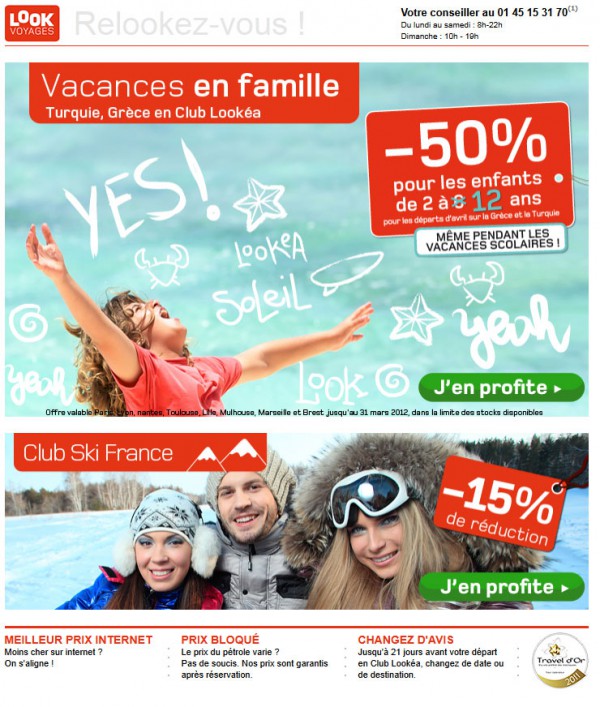 LOOK
VOYAGES
Relookez-vous !
Votre conseiller au 01 45 15 31 70(1)
Du lundi au samedi : 8h-22h
Dimanche : 10h - 19h
Vacances en famille
Turquie, Grèce en Club Lookéa
-50%
pour les enfants
de 2 à 6 12 ans
pour les départs d'avril sur la Grèce et la Turquie
MÊME PENDANT LES
VACANCES SCOLAIRES !
YES!
LOOKEA
SOLEIL
yeah
yeah
Look
J'en profite
Offre valable Paris, Lyon, nantes, Toulouse, Lille, Mulhouse, Marseille et Brest jusqu'au 31 mars 2012, dans la limite des stocks disponibles
Club Ski France
-15%
de réduction
J'en profite
MEILLEUR PRIX INTERNET
Moins cher sur internet ?
On s'aligne !
PRIX BLOQUÉ
Le prix du pétrole varie ?
Pas de soucis. Nos prix sont garantis
après réservation.
CHANGEZ D'AVIS
Jusqu'à 21 jours avant votre départ
en Club Lookéa, changez de date ou
de destination.
Travel d'Or
2011